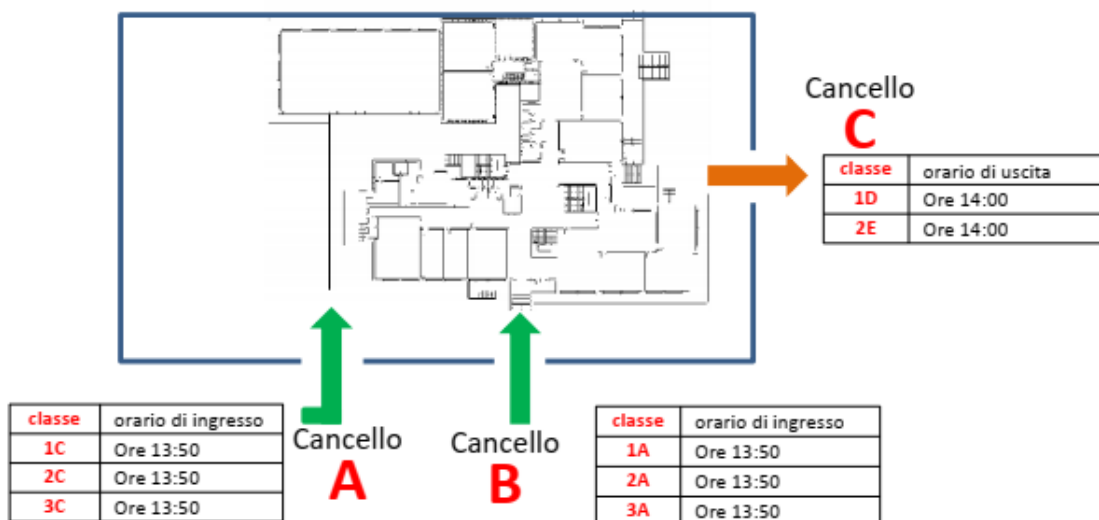 Cancello
C
classe orario di uscita
1D Ore 14:00
2E Ore 14:00
classe orario di ingresso
1C Ore 13:50
2C Ore 13:50
3C Ore 13:50
Cancello
A
Cancello
B
classe orario di ingresso
1A Ore 13:50
2A Ore 13:50
3A Ore 13:50